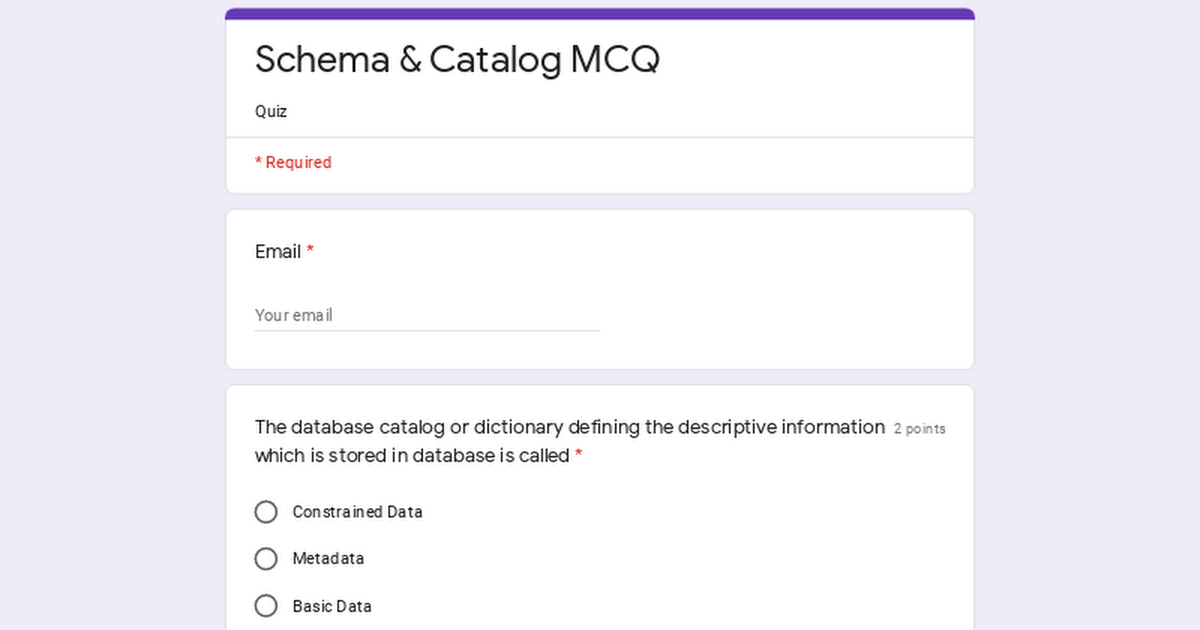 Schema & Catalog MCQ
Quiz
* Required
Email *
Your email
The database catalog or dictionary defining the descriptive information 2 points
which is stored in database is called *
Constrained Data
Metadata
Basic Data